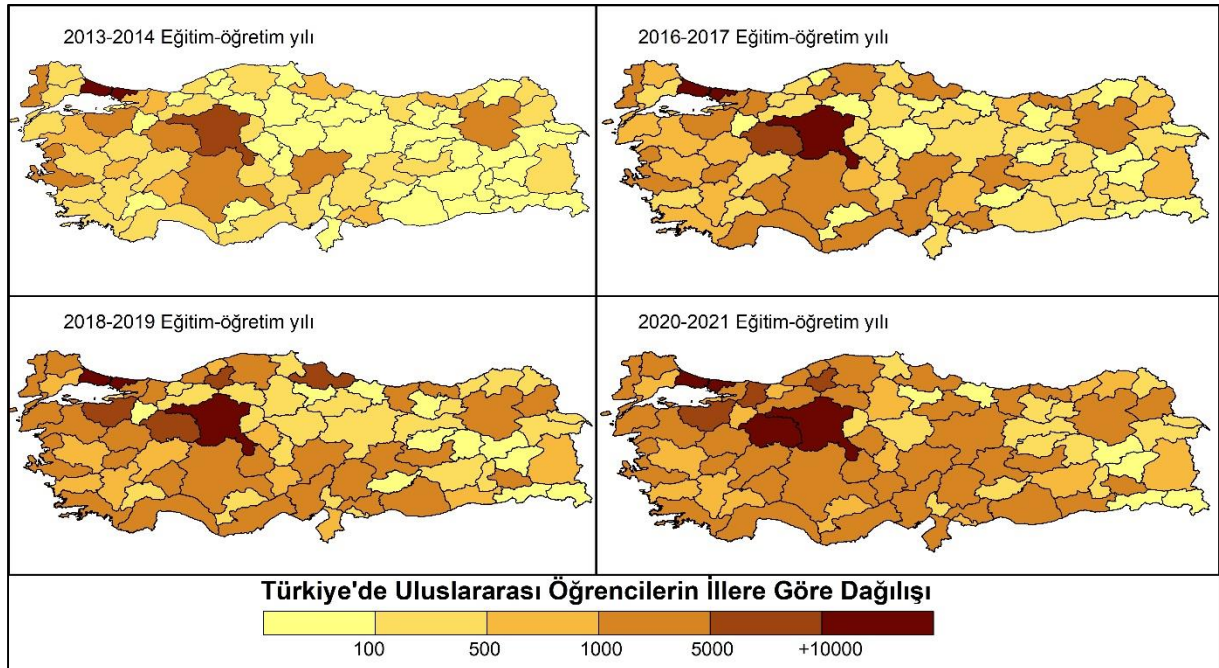 2013-2014 Eğitim-öğretim yılı
2016-2017 Eğitim-öğretim yılı
2018-2019 Eğitim-öğretim yılı
2020-2021 Eğitim-öğretim yılı
Türkiye'de Uluslararası Öğrencilerin İllere Göre Dağılışı
100 500 1000 5000 +10000